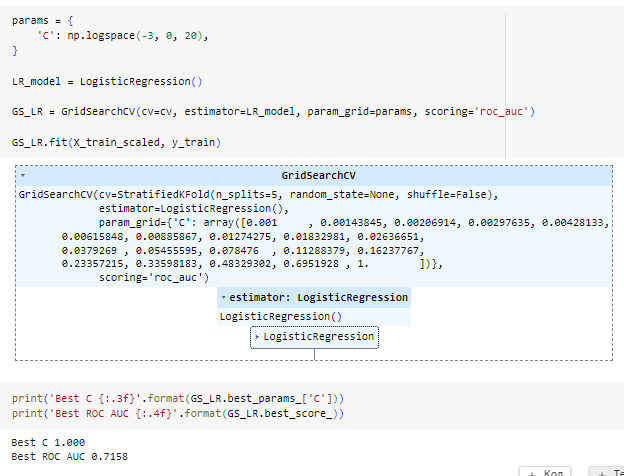 params = {
    'C': np.logspace(-3, 0, 20),
}
LR_model = LogisticRegression()
GS_LR = GridSearchCV(cv=cv, estimator=LR_model, param_grid=params, scoring='roc_auc')
GS_LR.fit(X_train_scaled, y_train)
GridSearchCV
GridSearchCV(cv=StratifiedKFold(n_splits=5, random_state=None, shuffle=False),
             estimator=LogisticRegression(),
             param_grid={'C': array([0.001     , 0.00143845, 0.00206914, 0.00297635, 0.00428133,
       0.00615848, 0.00885867, 0.01274275, 0.01832981, 0.02636651,
       0.0379269 , 0.05455595, 0.078476  , 0.11288379, 0.16237767,
       0.23357215, 0.33598183, 0.48329302, 0.6951928 , 1.        ])},
             scoring='roc_auc')
estimator: LogisticRegression
LogisticRegression()
LogisticRegression
print('Best C {:.3f}'.format(GS_LR.best_params_['C']))
print('Best ROC AUC {:.4f}'.format(GS_LR.best_score_))
Best C 1.000
Best ROC AUC 0.7158
+ Код